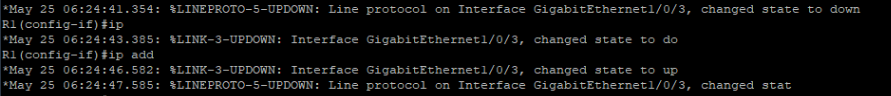 *May 25 06:24:41.354: %LINEPROTO-5-UPDOWN: Line protocol on Interface GigabitEthernet1/0/3, changed state to down
R1(config-if)#ip
*May 25 06:24:43.385: %LINK-3-UPDOWN: Interface GigabitEthernet1/0/3, changed state to do
R1(config-if)#ip add
*May 25 06:24:46.582: %LINK-3-UPDOWN: Interface GigabitEthernet1/0/3, changed state to up
*May 25 06:24:47.585: %LINEPROTO-5-UPDOWN: Line protocol on Interface GigabitEthernet1/0/3, changed stat